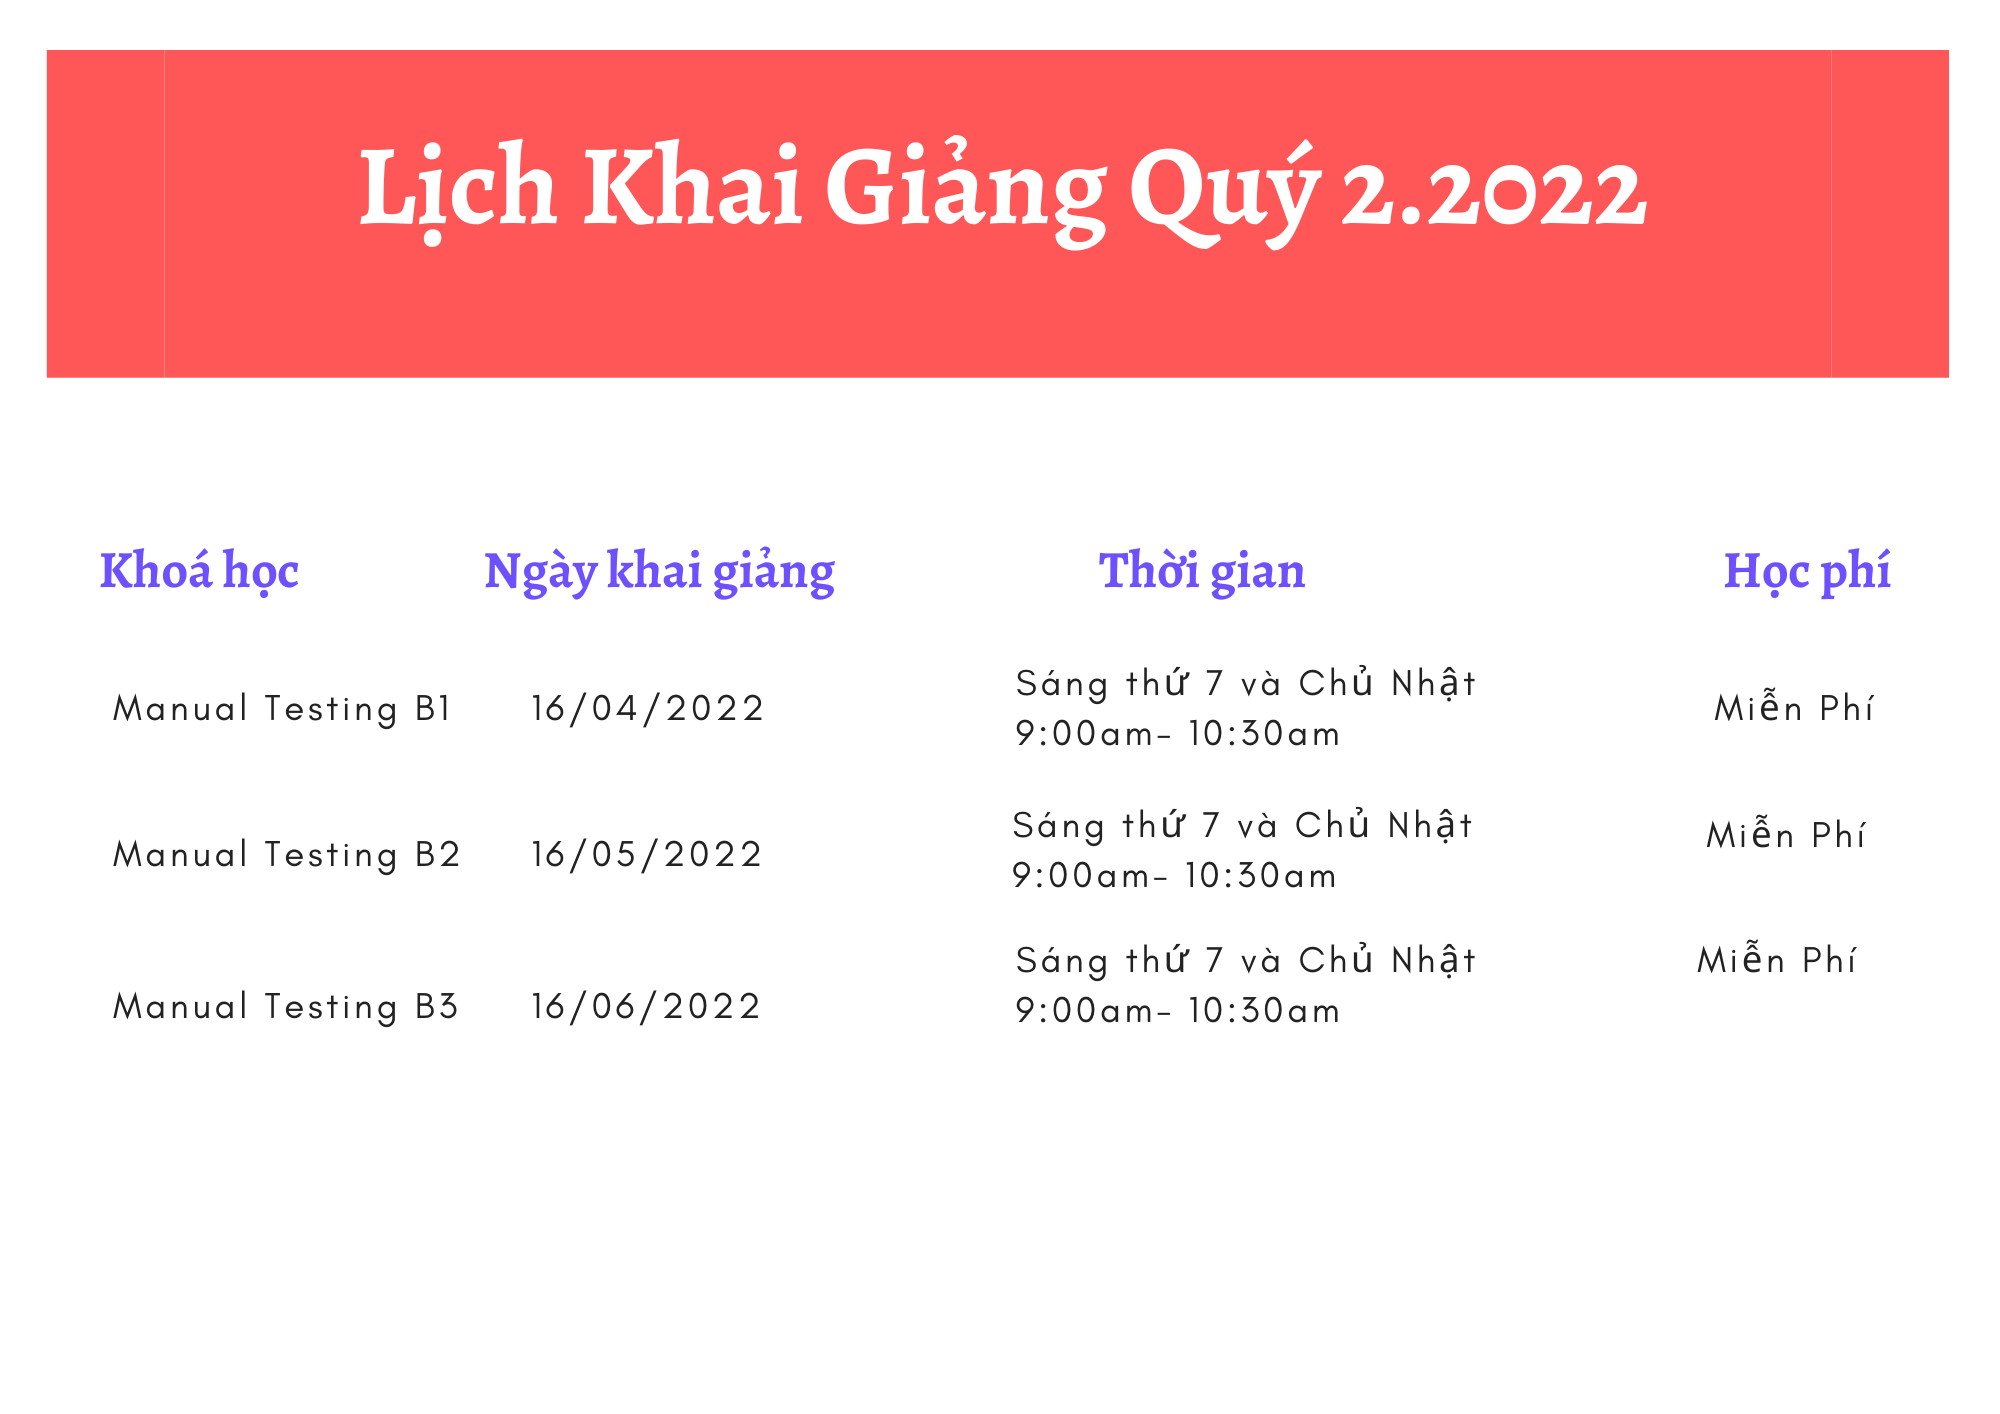 Lịch Khai Giảng Quý 2.2022
Khoá học Ngày khai giảng Thời gian Học phí
Manual Testing B1 16/04/2022 Sáng thứ 7 và Chủ Nhật Miễn Phí
9:00am- 10:30am
Manual Testing B2 16/05/2022 Sáng thứ 7 và Chủ Nhật Miễn Phí
9:00am- 10:30am
Manual Testing B3 16/06/2022 Sáng thứ 7 và Chủ Nhật Miễn Phí
9:00am- 10:30am